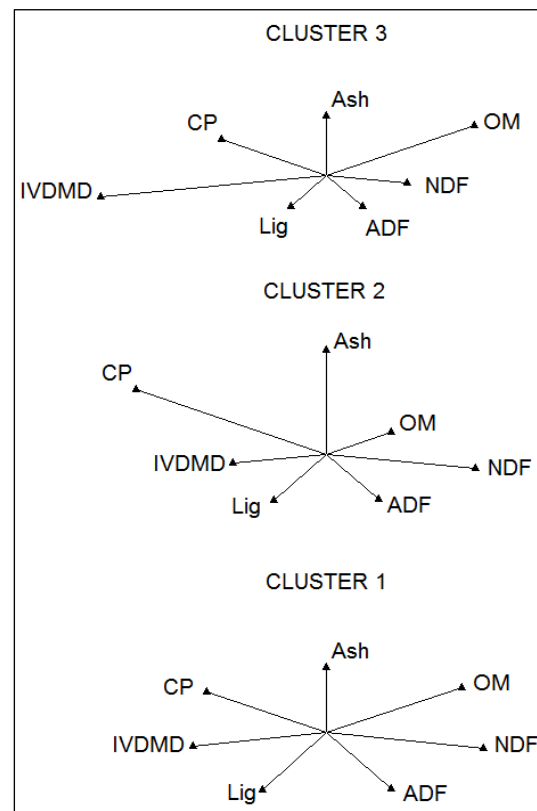 CLUSTER 3
Ash
CP
OM
IVDMD
NDF
Lig
ADF
CLUSTER 2
Ash
CP
OM
IVDMD
NDF
Lig
ADF
CLUSTER 1
Ash
CP
OM
IVDMD
NDF
Lig
ADF